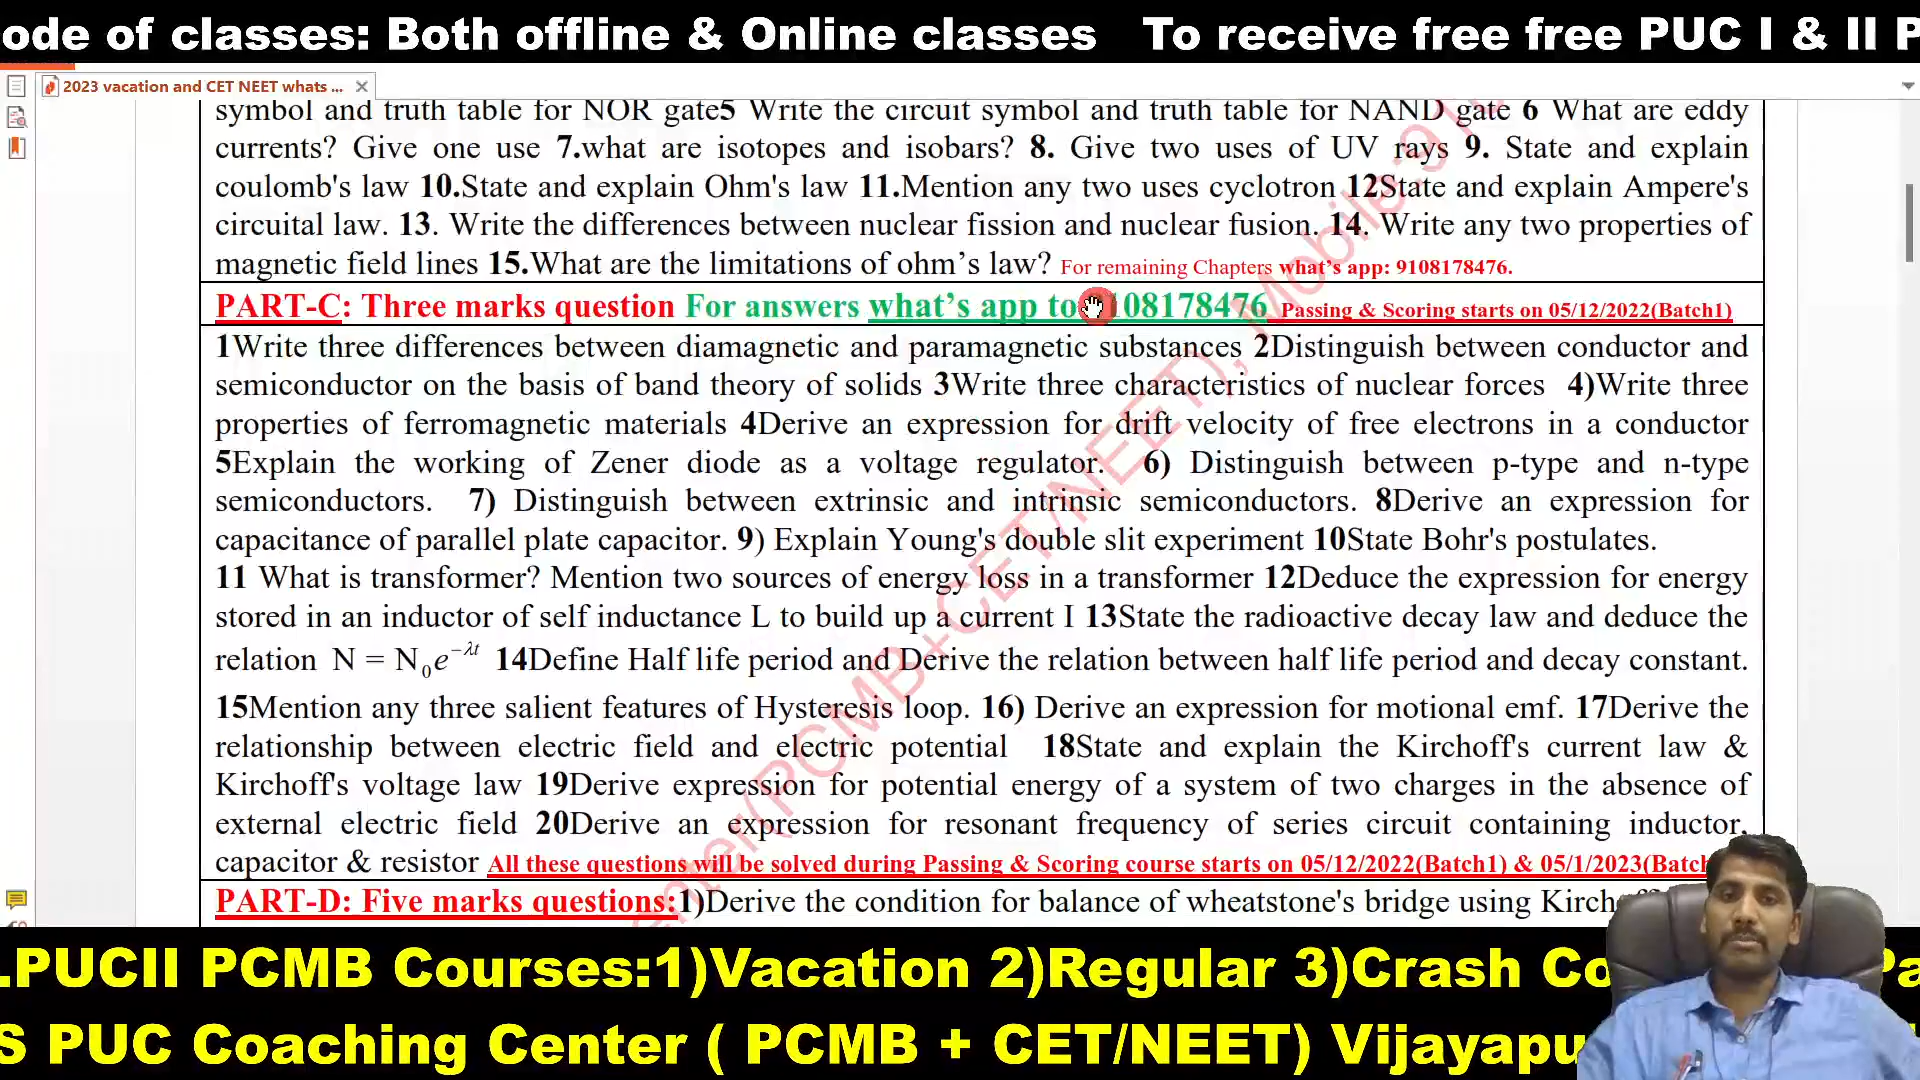 ode of classes: Both offline & Online classes To receive free free PUC I & II P
2023 vacation and CET NEET whats ...
symbol and truth table for NOR gate5 Write the circuit symbol and truth table for NAND gate 6 What are eddy
currents? Give one use 7.what are isotopes and isobars? 8. Give two uses of UV rays 9. State and explain
coulomb's law 10.State and explain Ohm's law 11.Mention any two uses cyclotron 12State and explain Ampere's
circuital law. 13. Write the differences between nuclear fission and nuclear fusion. 14. Write any two properties of
magnetic field lines 15.What are the limitations of ohm’s law? For remaining Chapters what’s app: 9108178476.
PART-C: Three marks question For answers what’s app to 108178476 Passing & Scoring starts on 05/12/2022(Batch1)
1Write three differences between diamagnetic and paramagnetic substances 2Distinguish between conductor and
semiconductor on the basis of band theory of solids 3Write three characteristics of nuclear forces 4)Write three
properties of ferromagnetic materials 4Derive an expression for drift velocity of free electrons in a conductor
5Explain the working of Zener diode as a voltage regulator. 6) Distinguish between p-type and n-type
semiconductors. 7) Distinguish between extrinsic and intrinsic semiconductors. 8Derive an expression for
capacitance of parallel plate capacitor. 9) Explain Young's double slit experiment 10State Bohr's postulates.
11 What is transformer? Mention two sources of energy loss in a transformer 12Deduce the expression for energy
stored in an inductor of self inductance L to build up a current I 13State the radioactive decay law and deduce the
relation N = N₀e^{−λt} 14Define Half life period and Derive the relation between half life period and decay constant.
15Mention any three salient features of Hysteresis loop. 16) Derive an expression for motional emf. 17Derive the
relationship between electric field and electric potential 18State and explain the Kirchoff's current law &
Kirchoff's voltage law 19Derive expression for potential energy of a system of two charges in the absence of
external electric field 20Derive an expression for resonant frequency of series circuit containing inductor,
capacitor & resistor All these questions will be solved during Passing & Scoring course starts on 05/12/2022(Batch1) & 05/1/2023(Batch
PART-D: Five marks questions:1)Derive the condition for balance of wheatstone's bridge using Kirch
enter(PCMB+CET/NEET), Mobile:91
.PUCII PCMB Courses:1)Vacation 2)Regular 3)Crash Co Pa
S PUC Coaching Center ( PCMB + CET/NEET) Vijayapu